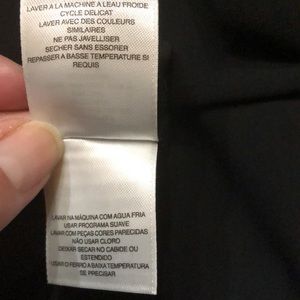 LAVER A LA MACHINE A LEAU FROIDE
CYCLE DELICAT
LAVER AVEC DES COULEURS
SIMILAIRES
NE PAS JAVELLISER
SECHER SANS ESSORER
REPASSER A BASSE TEMPERATURE SI
REQUIS
LAVAR NA MÁQUINA COM AGUA FRIA
USAR PROGRAMA SUAVE
LAVAR COM PEÇAS CORES PARECIDAS
NÃO USAR CLORO
DEIXAR SECAR NO CABIDE OU
ESTENDIDO
USAR O FERRO A BAIXA TEMPERATURA
SE PRECISAR